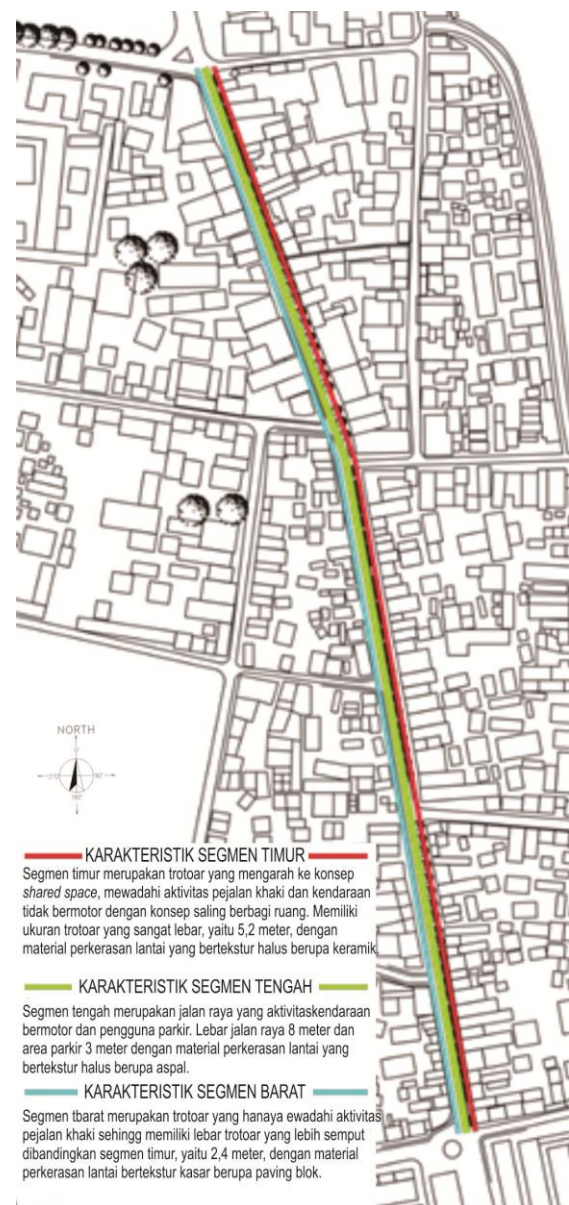 NORTH
0°
270°
90°
180°
KARAKTERISTIK SEGMEN TIMUR
Segmen timur merupakan trotoar yang mengarah ke konsep
shared space, mewadahi aktivitas pejalan khaki dan kendaraan
tidak bermotor dengan konsep saling berbagi ruang. Memiliki
ukuran trotoar yang sangat lebar, yaitu 5,2 meter, dengan
material perkerasan lantai yang bertekstur halus berupa keramik.
KARAKTERISTIK SEGMEN TENGAH
Segmen tengah merupakan jalan raya yang aktivitaskendaraan
bermotor dan pengguna parkir. Lebar jalan raya 8 meter dan
area parkir 3 meter dengan material perkerasan lantai yang
bertekstur halus berupa aspal.
KARAKTERISTIK SEGMEN BARAT
Segmen tbarat merupakan trotoar yang hanaya ewadahi aktivitas
pejalan khaki sehingg memiliki lebar trotoar yang lebih semput
dibandingkan segmen timur, yaitu 2,4 meter, dengan material
perkerasan lantai bertekstur kasar berupa paving blok.